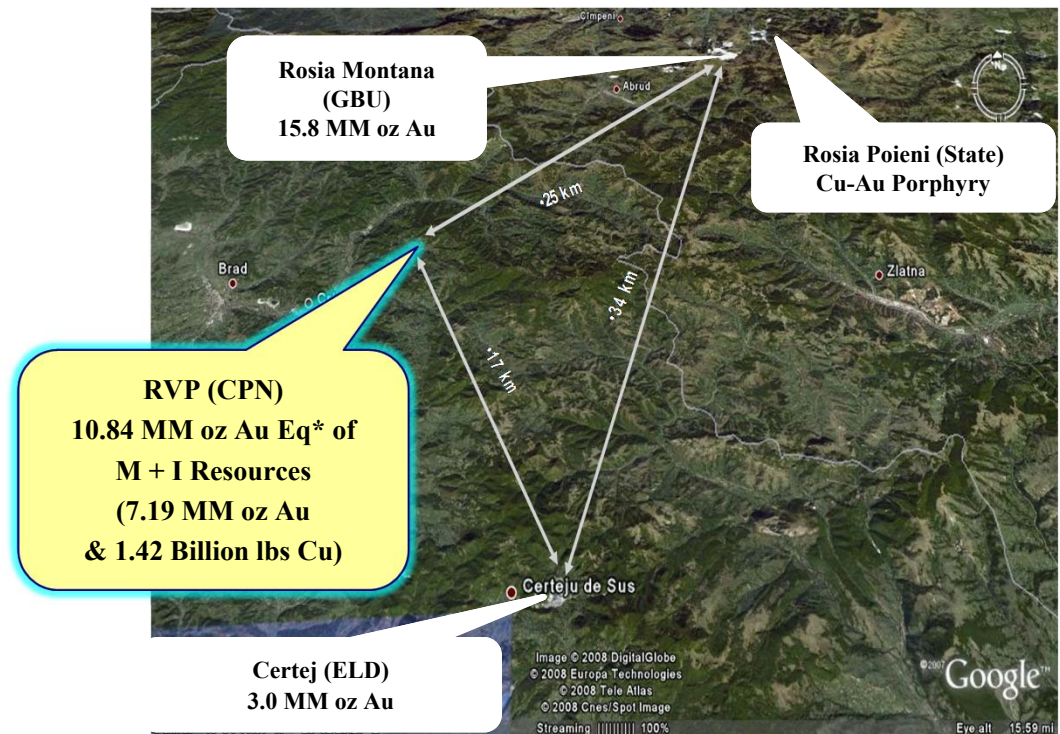 Cîmpeni
Rosia Montana
(GBU)
15.8 MM oz Au
N
Abrud
Rosia Poieni (State)
Cu-Au Porphyry
•25 km
Brad
Zlatna
•34 km
•17 km
RVP (CPN)
10.84 MM oz Au Eq* of
M + I Resources
(7.19 MM oz Au
& 1.42 Billion lbs Cu)
Certeju de Sus
Certej (ELD)
3.0 MM oz Au
Image © 2008 DigitalGlobe
© 2008 Europa Technologies
© 2008 Tele Atlas
© 2008 Cnes/Spot Image
©2007 Google™
Streaming |||||||||| 100%
Eye alt 15.59 mi